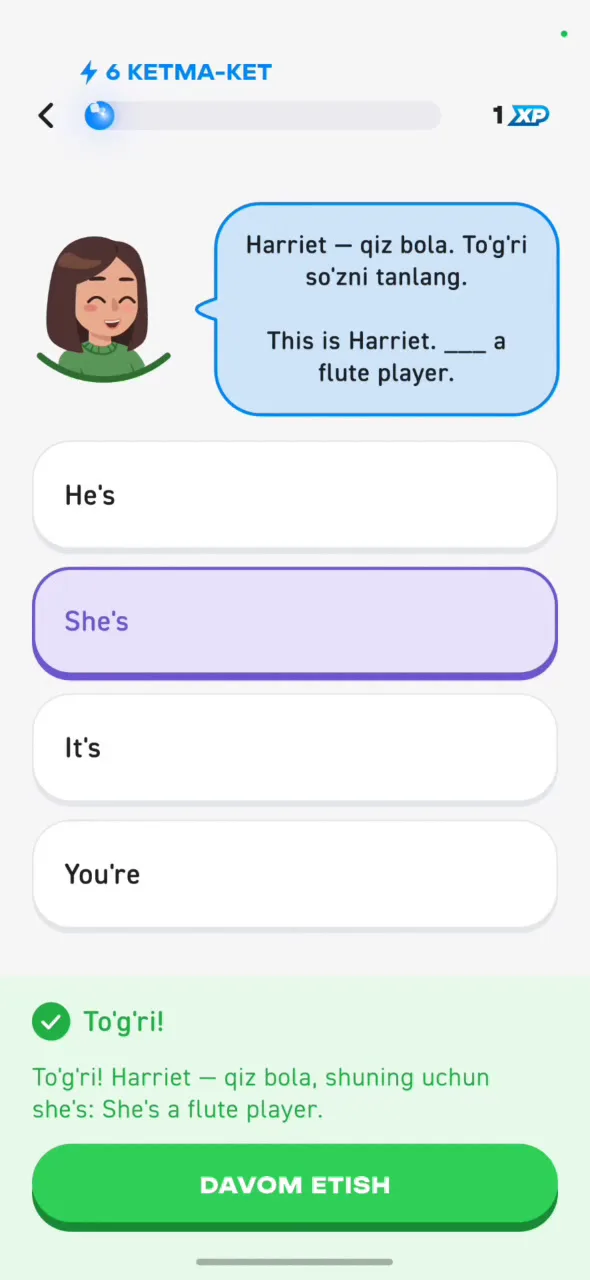 6 KETMA-KET
1 XP
Harriet — qiz bola. To'g'ri
so'zni tanlang.
This is Harriet. ___ a
flute player.
He's
She's
It's
You're
To'g'ri!
To'g'ri! Harriet — qiz bola, shuning uchun
she's: She's a flute player.
DAVOM ETISH